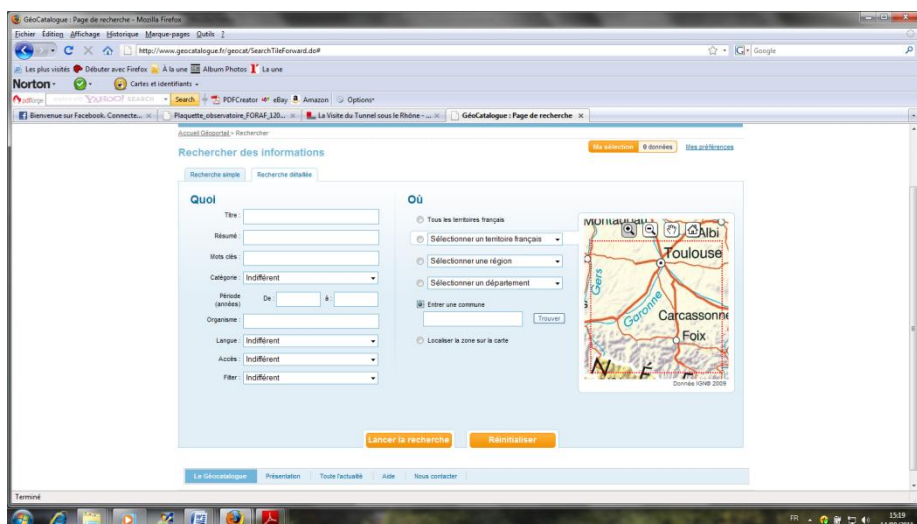 GéoCatalogue : Page de recherche - Mozilla Firefox
Fichier Édition Affichage Historique Marque-pages Outils ?
http://www.geocatalogue.fr/geocat/SearchTileForward.do#
Google
Les plus visités Débuter avec Firefox À la une Album Photos La une
Norton Cartes et identifiants
YAHOO! SEARCH Search PDFCreator eBay Amazon Options
Bienvenue sur Facebook. Connecte... Plaquette_observatoire_FORAF_120... La Visite du Tunnel sous le Rhône - ... GéoCatalogue : Page de recherche
Accueil Géoportail > Rechercher
Rechercher des informations
Ma sélection 0 données Mes préférences
Recherche simple Recherche détaillée
Quoi
Titre :
Résumé :
Mots clés :
Catégorie : Indifférent
Période (années) De : à :
Organisme :
Langue : Indifférent
Accès : Indifférent
Filter : Indifférent
Où
Tous les territoires français
Sélectionner un territoire français
Sélectionner une région
Sélectionner un département
Entrer une commune
Trouver
Localiser la zone sur la carte
Montauban
Albi
Toulouse
Gers
Garonne
Carcassonne
Foix
N É
Donnée IGN© 2009
Lancer la recherche Réinitialiser
Le Géocatalogue Présentation Toute l'actualité Aide Nous contacter
Terminé
FR 15:19